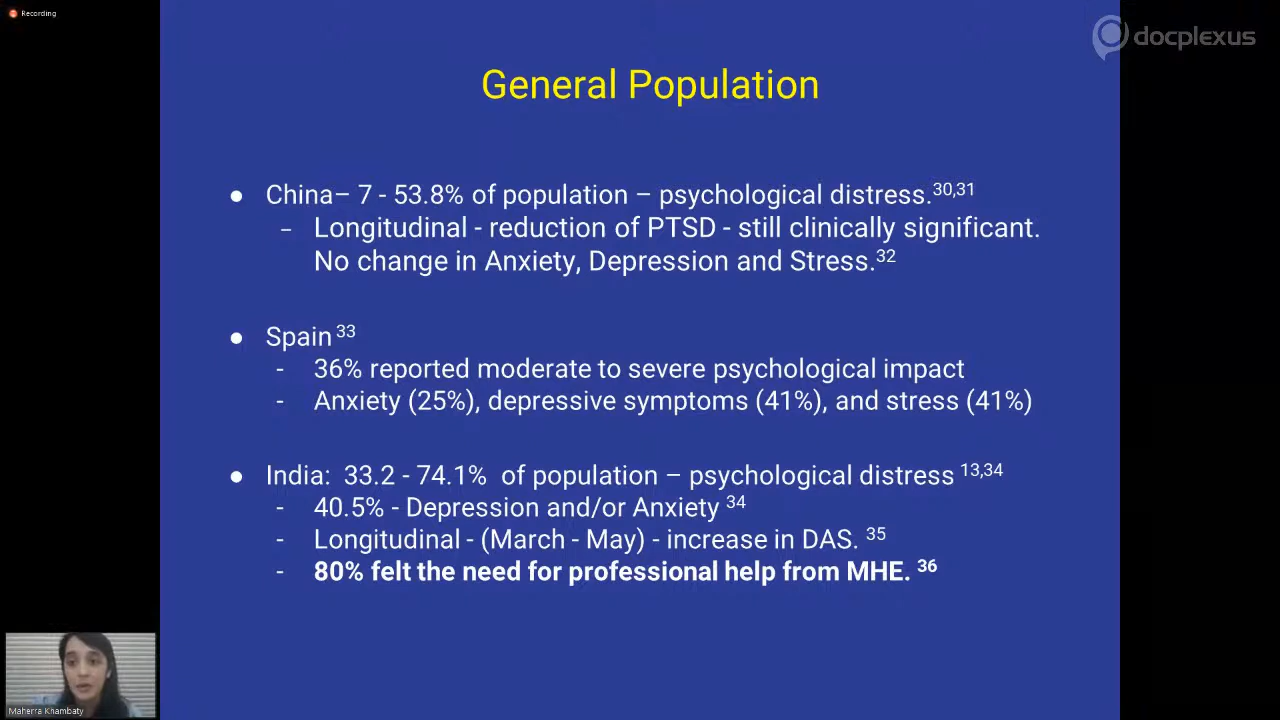 Recording
docplexus
General Population
● China– 7 - 53.8% of population – psychological distress.30,31
– Longitudinal - reduction of PTSD - still clinically significant.
No change in Anxiety, Depression and Stress.32
● Spain 33
- 36% reported moderate to severe psychological impact
- Anxiety (25%), depressive symptoms (41%), and stress (41%)
● India: 33.2 - 74.1% of population – psychological distress 13,34
- 40.5% - Depression and/or Anxiety 34
- Longitudinal - (March - May) - increase in DAS. 35
- 80% felt the need for professional help from MHE. 36
Maherra Khambaty